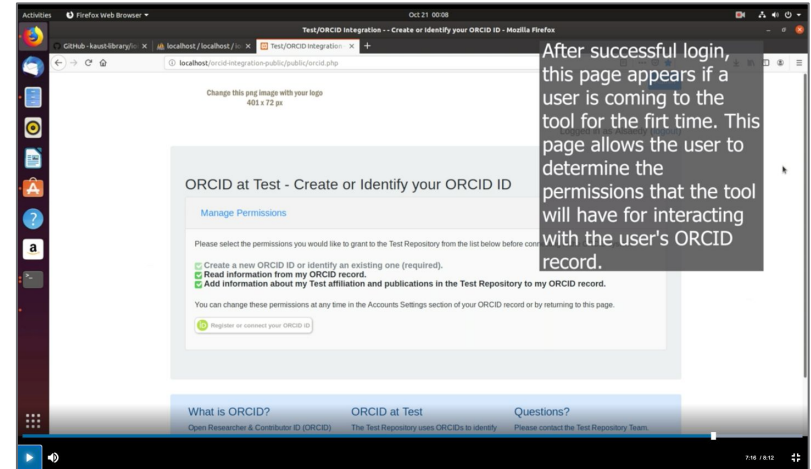 Activities
Firefox Web Browser
Oct 21 00:08
Test/ORCID Integration - - Create or Identify your ORCID ID - Mozilla Firefox
GitHub - kaust-library/
localhost / localhost /
Test/ORCID Integration
localhost/orcid-integration-public/public/orcid.php
Change this png image with your logo
401 x 72 px
After successful login,
this page appears if a
user is coming to the
tool for the firt time. This
page allows the user to
determine the
permissions that the tool
will have for interacting
with the user's ORCID
record.
ORCID at Test - Create or Identify your ORCID ID
Manage Permissions
Please select the permissions you would like to grant to the Test Repository from the list below before
Create a new ORCID ID or identify an existing one (required).
Read information from my ORCID record.
Add information about my Test affiliation and publications in the Test Repository to my ORCID record.
You can change these permissions at any time in the Accounts Settings section of your ORCID record or by returning to this page.
iD Register or connect your ORCID iD
What is ORCID?
Open Researcher & Contributor ID (ORCID)
ORCID at Test
The Test Repository uses ORCIDs to identify
Questions?
Please contact the Test Repository Team.
7:16 / 8:12